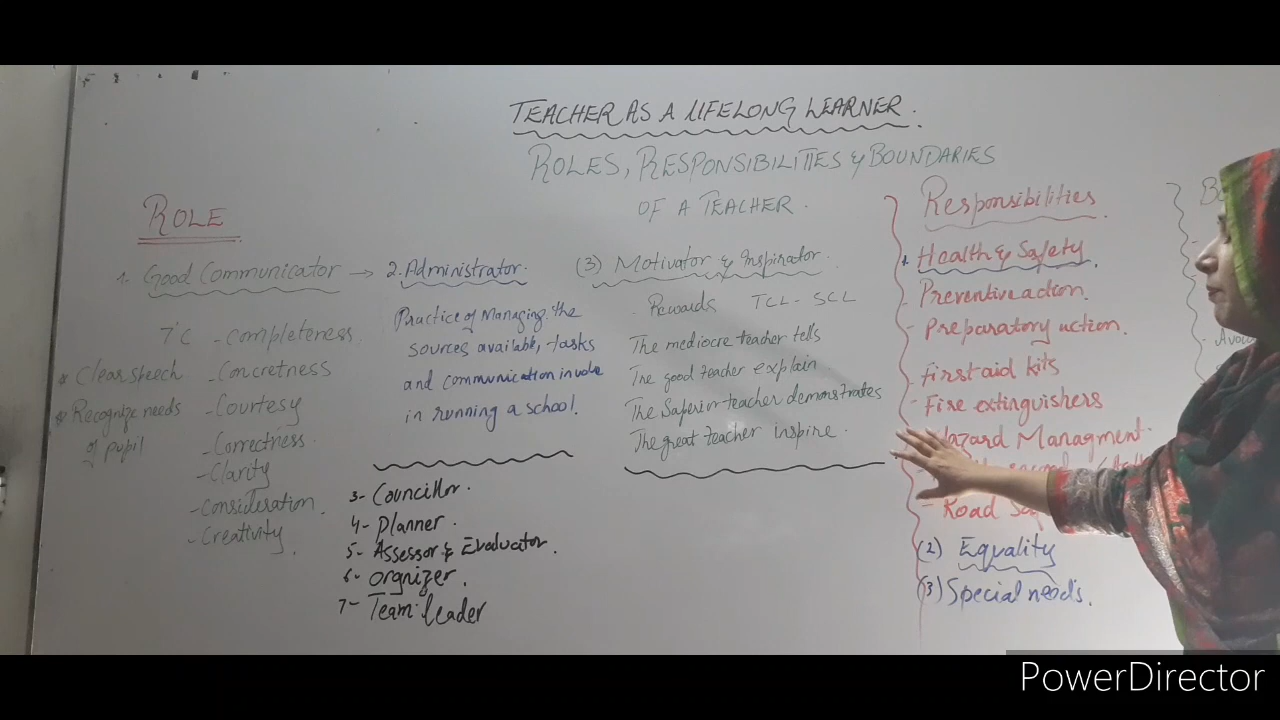 TEACHER AS A LIFELONG LEARNER.
ROLES, RESPONSIBILITIES & BOUNDARIES
OF A TEACHER.
ROLE
1. Good Communicator →
7'C - completeness
* Clear speech
- Concretness
* Recognize needs
of pupil
- Courtesy
- Correctness.
- Clarity
- Consideration.
- Creativity
2. Administrator.
Practice of Managing the
sources available, tasks
and communication involve
in running a school.
3- Councillor.
4- Planner.
5- Assessor & Evaluator.
6- Orgnizer.
7- Team leader
(3) Motivator & Inspirator.
- Rewards TCL - SCL
The mediocre teacher tells
The good teacher explain
The Saferior teacher demonstrates
The great teacher inspire.
Responsibilities
Health & Safety
- Preventive action.
- Preparatory action.
- first aid kits
- Fire extinguishers
Hazard Managment.
- Road
(2) Equality
(3) Special needs.
PowerDirector